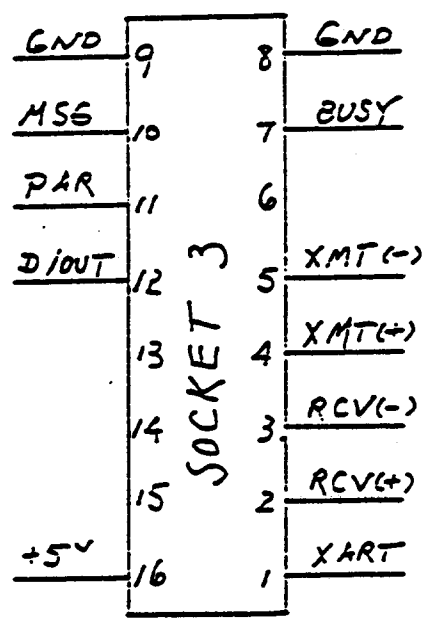 GND 9 8 GND
MSG 10 7 BUSY
PAR 11 6
DIOUT 12 5 XMT(-)
13 4 XMT(+)
14 3 RCV(-)
15 2 RCV(+)
+5V 16 1 XART
SOCKET 3